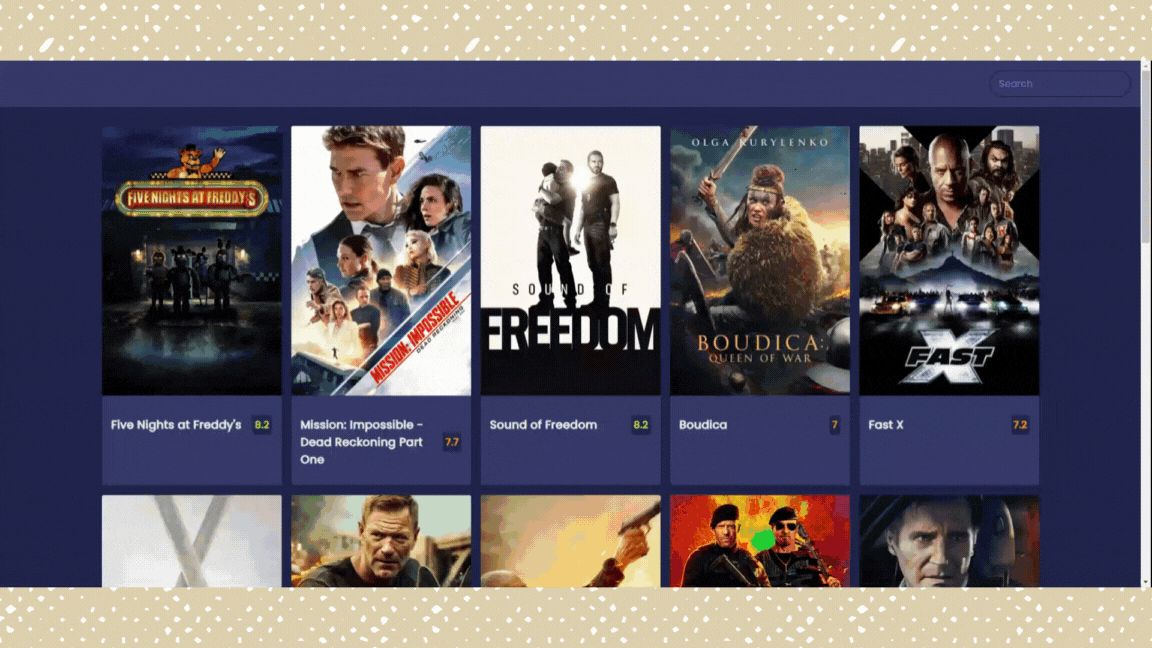 Search
FIVE NIGHTS AT FREDDY'S
MISSION: IMPOSSIBLE
DEAD RECKONING
SOUND OF
FREEDOM
OLGA KURYLENKO
BOUDICA:
QUEEN OF WAR
FAST X
Five Nights at Freddy's 8.2
Mission: Impossible -
Dead Reckoning Part
One
7.7
Sound of Freedom 8.2
Boudica 7
Fast X 7.2